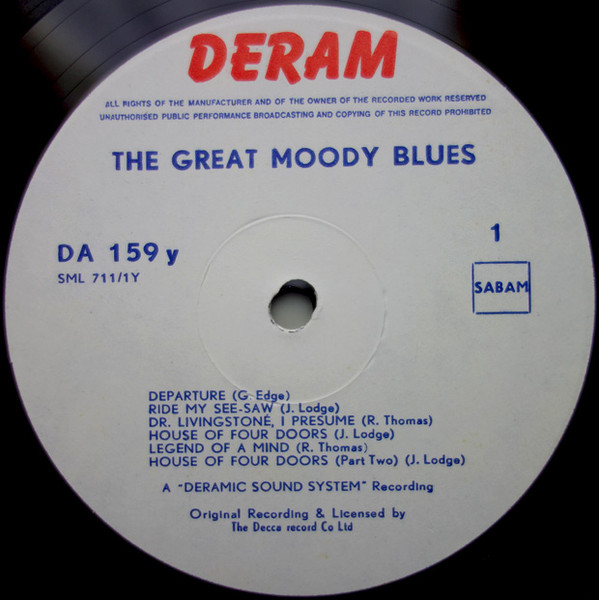 DERAM
ALL RIGHTS OF THE MANUFACTURER AND OF THE OWNER OF THE RECORDED WORK RESERVED
UNAUTHORISED PUBLIC PERFORMANCE BROADCASTING AND COPYING OF THIS RECORD PROHIBITED
THE GREAT MOODY BLUES
DA 159 y
SML 711/1Y
1
SABAM
DEPARTURE (G. Edge)
RIDE MY SEE-SAW (J. Lodge)
DR. LIVINGSTONE, I PRESUME (R. Thomas)
HOUSE OF FOUR DOORS (J. Lodge)
LEGEND OF A MIND (R. Thomas)
HOUSE OF FOUR DOORS (Part Two) (J. Lodge)
A "DERAMIC SOUND SYSTEM" Recording
Original Recording & Licensed by
The Decca record Co Ltd